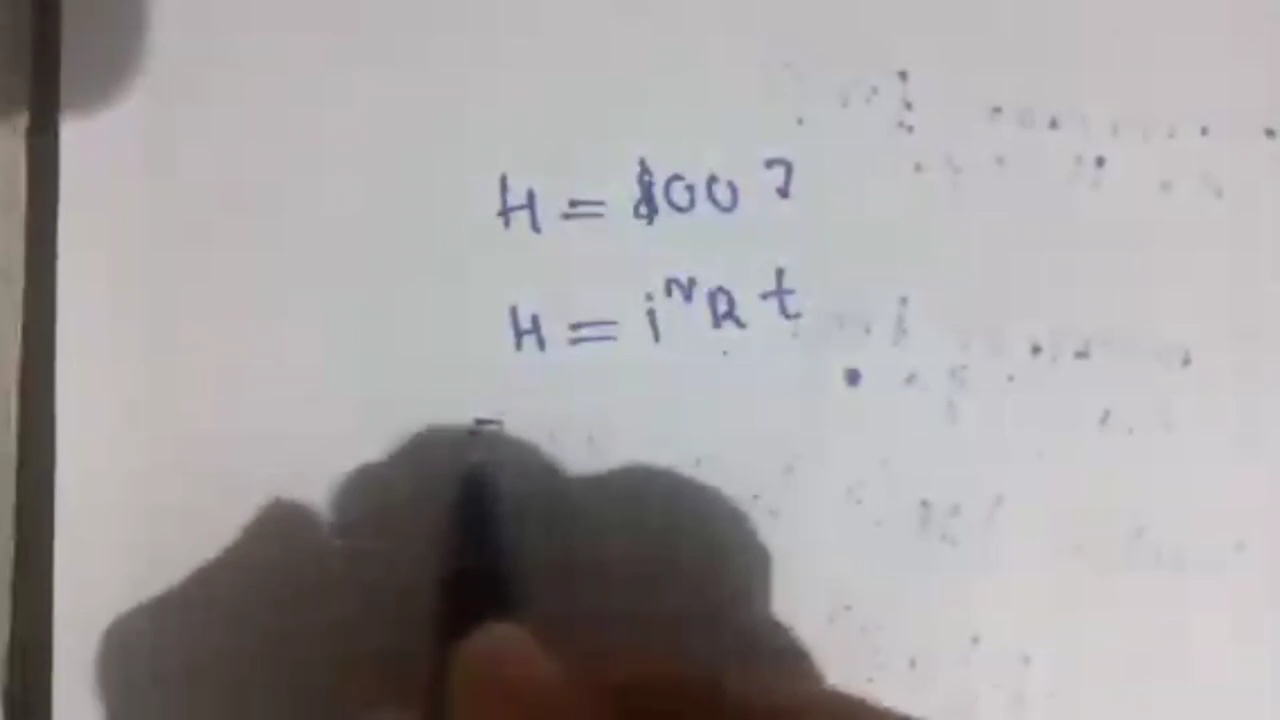 H = 800 J
H = i²Rt
=